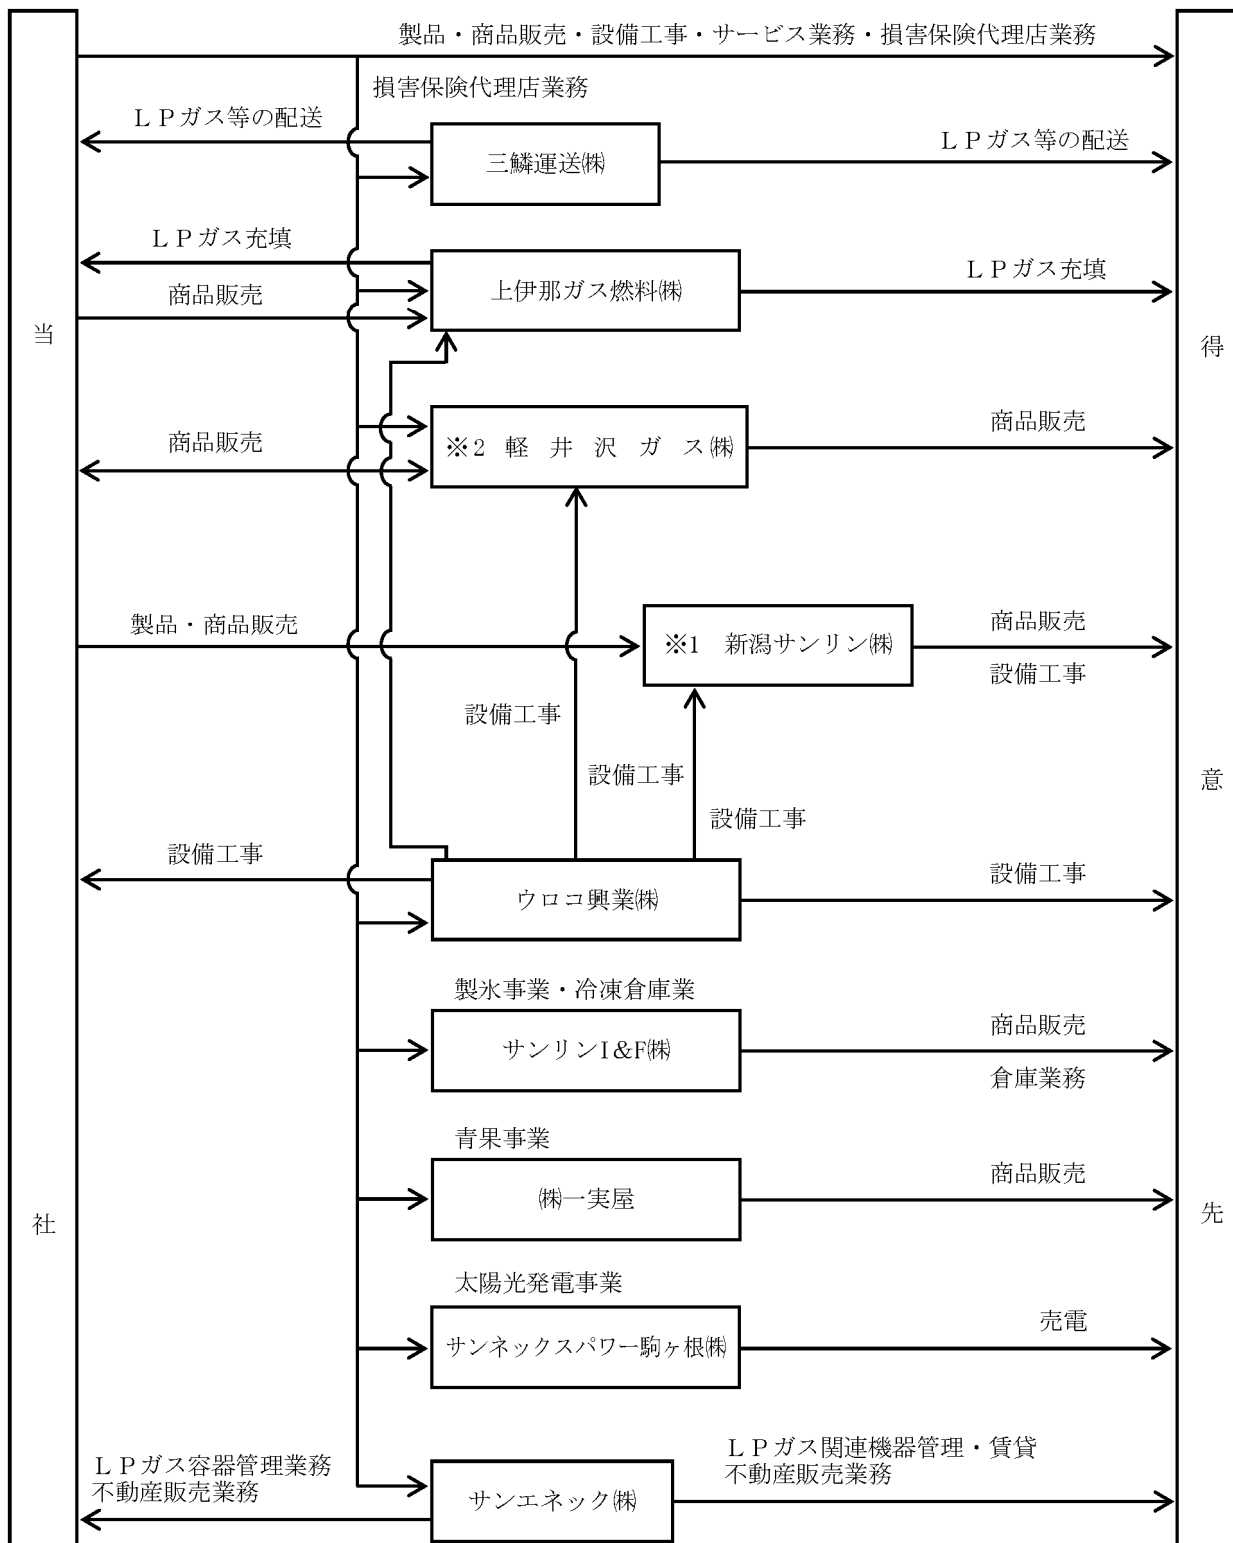 製品・商品販売・設備工事・サービス業務・損害保険代理店業務
損害保険代理店業務
ＬＰガス等の配送
ＬＰガス等の配送
三鱗運送㈱
ＬＰガス充填
ＬＰガス充填
上伊那ガス燃料㈱
商品販売
当
得
商品販売
商品販売
※2 軽 井 沢 ガ ス ㈱
製品・商品販売
商品販売
※1 新潟サンリン㈱
設備工事
設備工事
設備工事
意
設備工事
設備工事
設備工事
ウロコ興業㈱
製氷事業・冷凍倉庫業
商品販売
サンリンI&F㈱
倉庫業務
青果事業
商品販売
㈱一実屋
社
先
太陽光発電事業
売電
サンネックスパワー駒ヶ根㈱
ＬＰガス関連機器管理・賃貸
不動産販売業務
ＬＰガス容器管理業務
不動産販売業務
サンエネック㈱